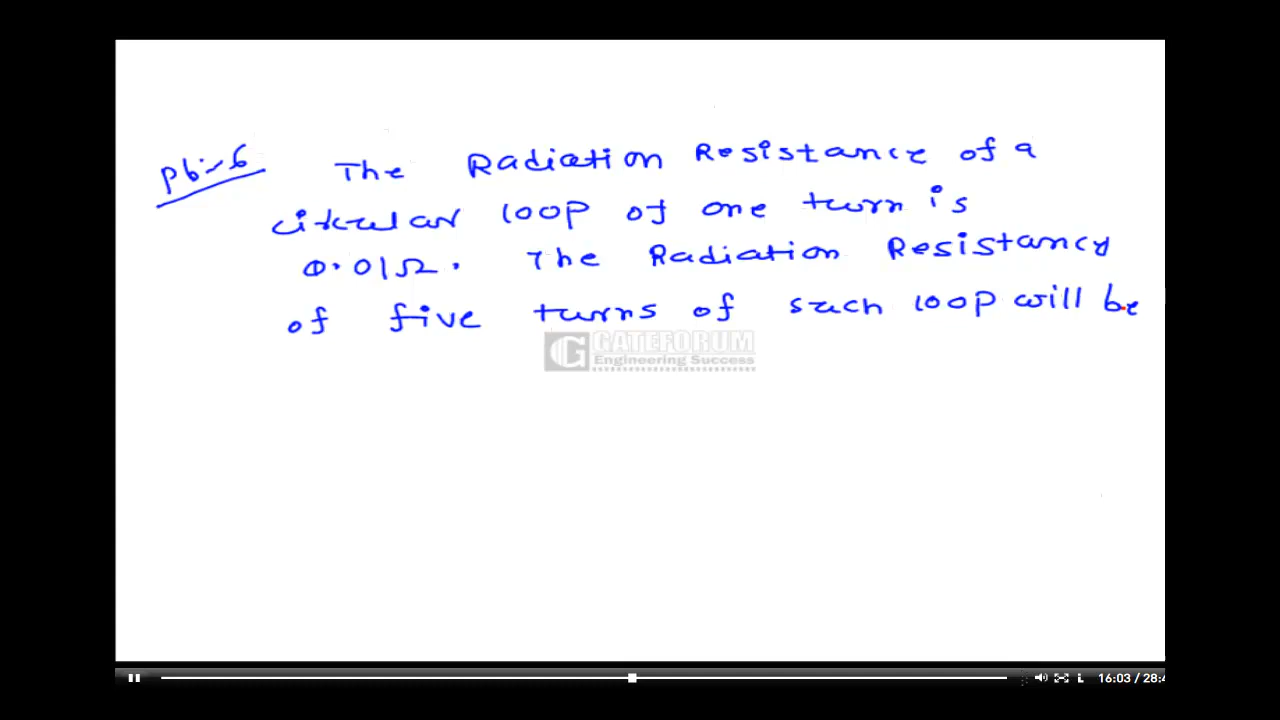 pb:-6 The Radiation Resistance of a
circular loop of one turn is
0.01Ω. The Radiation Resistancy
of five turns of such loop will be
G GATEFORUM
Engineering Success
16:03 / 28:4